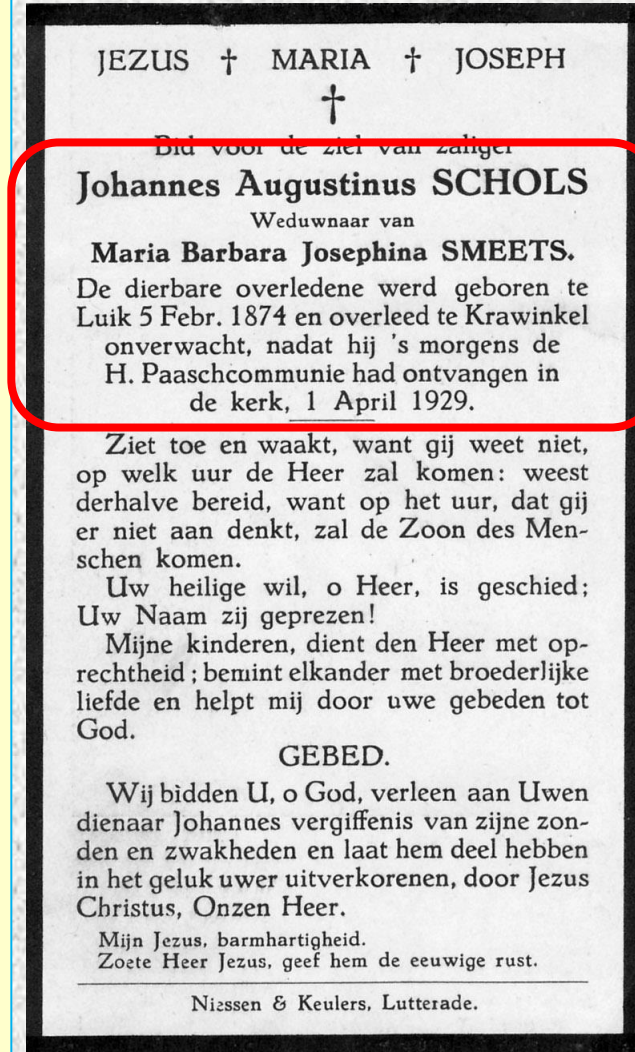 JEZUS † MARIA † JOSEPH
†
Bid voor de ziel van zaliger
Johannes Augustinus SCHOLS
Weduwnaar van
Maria Barbara Josephina SMEETS.
De dierbare overledene werd geboren te
Luik 5 Febr. 1874 en overleed te Krawinkel
onverwacht, nadat hij 's morgens de
H. Paaschcommunie had ontvangen in
de kerk, 1 April 1929.
Ziet toe en waakt, want gij weet niet,
op welk uur de Heer zal komen: weest
derhalve bereid, want op het uur, dat gij
er niet aan denkt, zal de Zoon des Men-
schen komen.
Uw heilige wil, o Heer, is geschied;
Uw Naam zij geprezen!
Mijne kinderen, dient den Heer met op-
rechtheid; bemint elkander met broederlijke
liefde en helpt mij door uwe gebeden tot
God.
GEBED.
Wij bidden U, o God, verleen aan Uwen
dienaar Johannes vergiffenis van zijne zon-
den en zwakheden en laat hem deel hebben
in het geluk uwer uitverkorenen, door Jezus
Christus, Onzen Heer.
Mijn Jezus, barmhartigheid.
Zoete Heer Jezus, geef hem de eeuwige rust.
Niessen & Keulers, Lutterade.